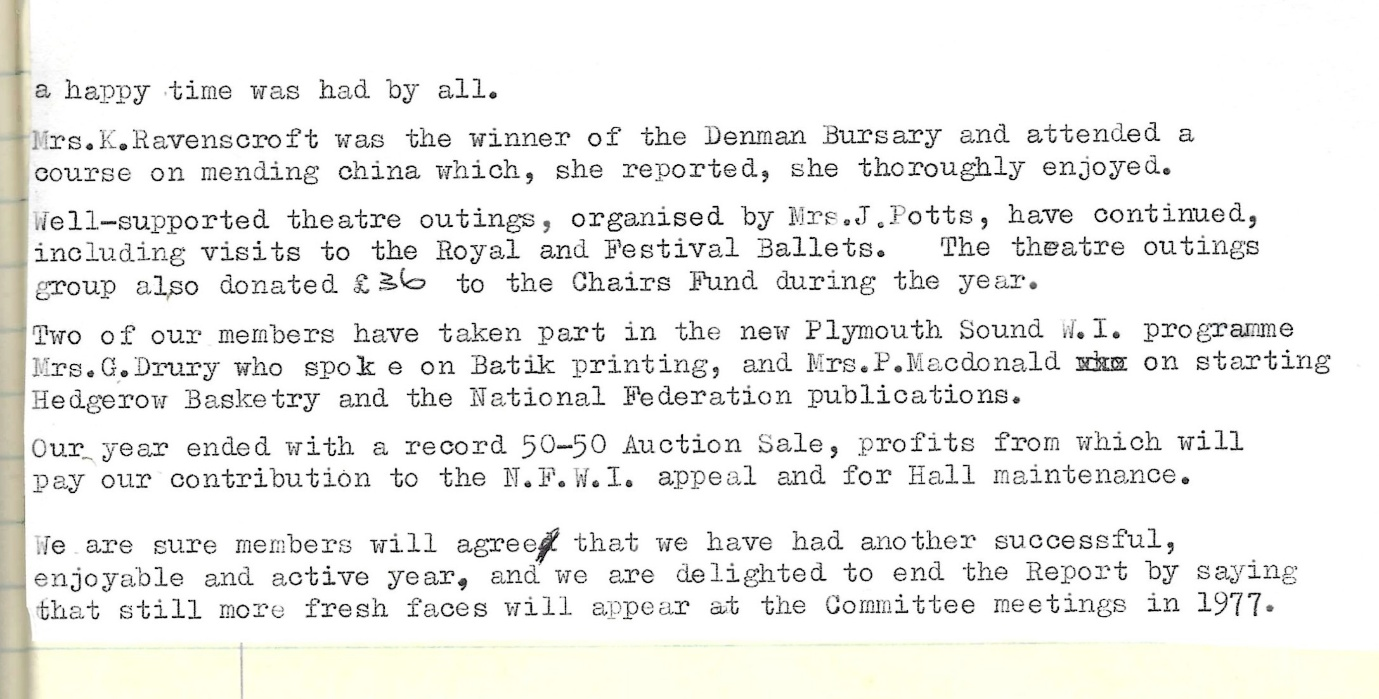 a happy time was had by all.
Mrs.K.Ravenscroft was the winner of the Denman Bursary and attended a
course on mending china which, she reported, she thoroughly enjoyed.
Well-supported theatre outings, organised by Mrs.J.Potts, have continued,
including visits to the Royal and Festival Ballets.   The theatre outings
group also donated £36 to the Chairs Fund during the year.
Two of our members have taken part in the new Plymouth Sound W.I. programme
Mrs.G.Drury who spok e on Batik printing, and Mrs.P.Macdonald on starting
Hedgerow Basketry and the National Federation publications.
Our year ended with a record 50-50 Auction Sale, profits from which will
pay our contribution to the N.F.W.I. appeal and for Hall maintenance.
We are sure members will agree that we have had another successful,
enjoyable and active year, and we are delighted to end the Report by saying
that still more fresh faces will appear at the Committee meetings in 1977.